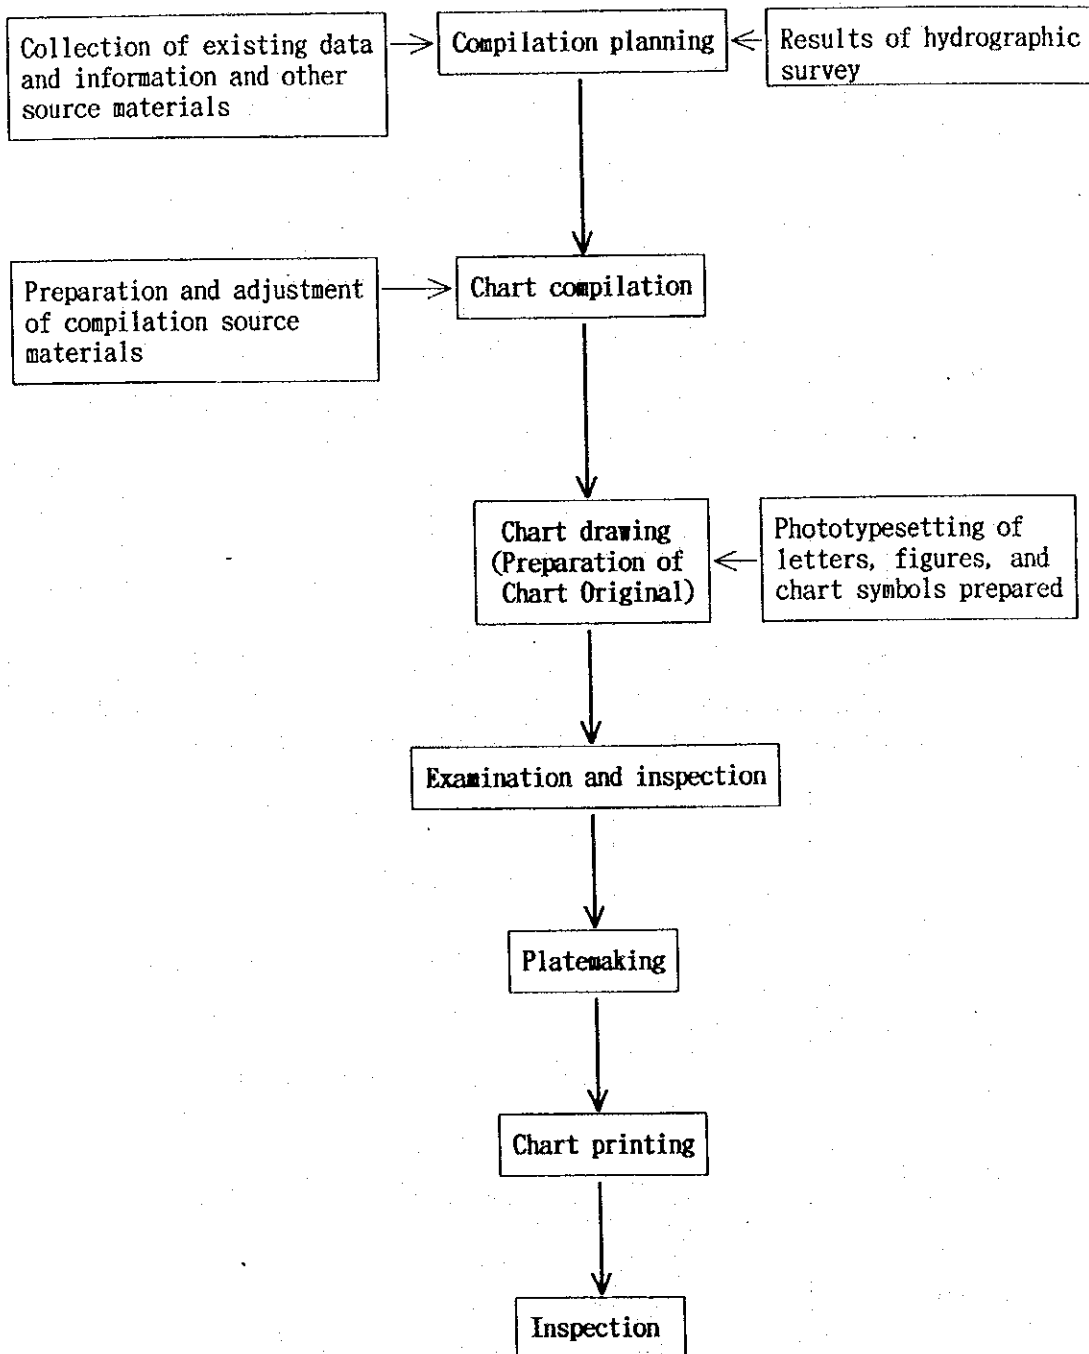 Collection of existing data
and information and other
source materials
Compilation planning
Results of hydrographic
survey
Preparation and adjustment
of compilation source
materials
Chart compilation
Chart drawing
(Preparation of
Chart Original)
Phototypesetting of
letters, figures, and
chart symbols prepared
Examination and inspection
Platemaking
Chart printing
Inspection